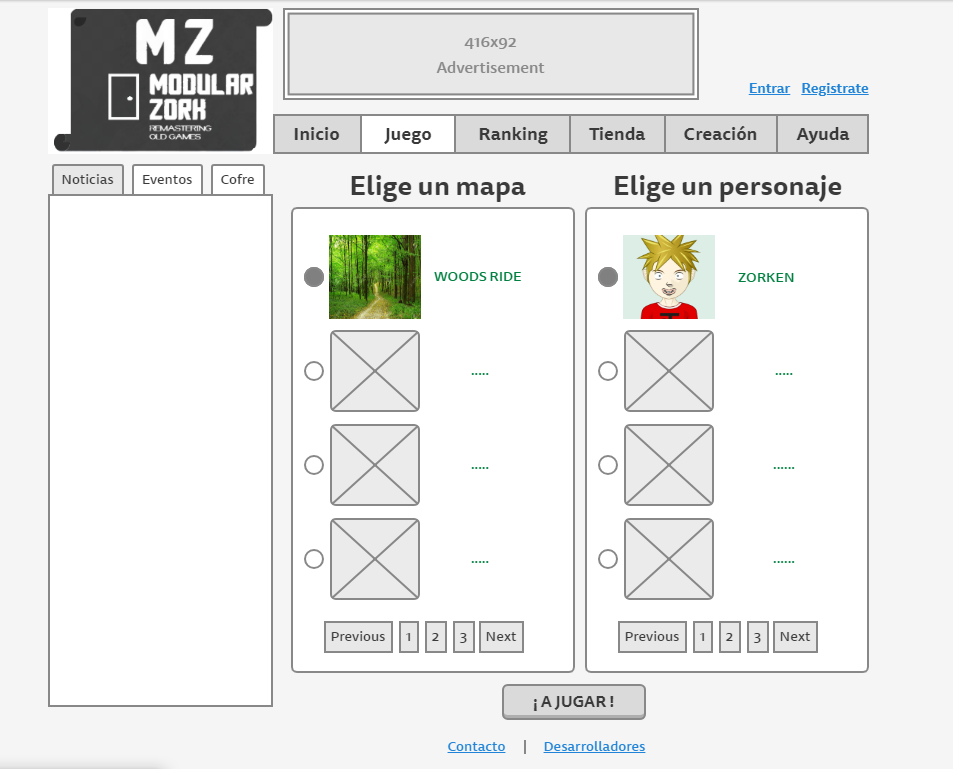 MZ
MODULAR
ZORK
REMASTERING
OLD GAMES
416x92
Advertisement
Entrar Registrate
Inicio Juego Ranking Tienda Creación Ayuda
Noticias Eventos Cofre
Elige un mapa
WOODS RIDE
.....
.....
.....
Previous 1 2 3 Next
Elige un personaje
ZORKEN
.....
......
......
Previous 1 2 3 Next
¡ A JUGAR !
Contacto | Desarrolladores